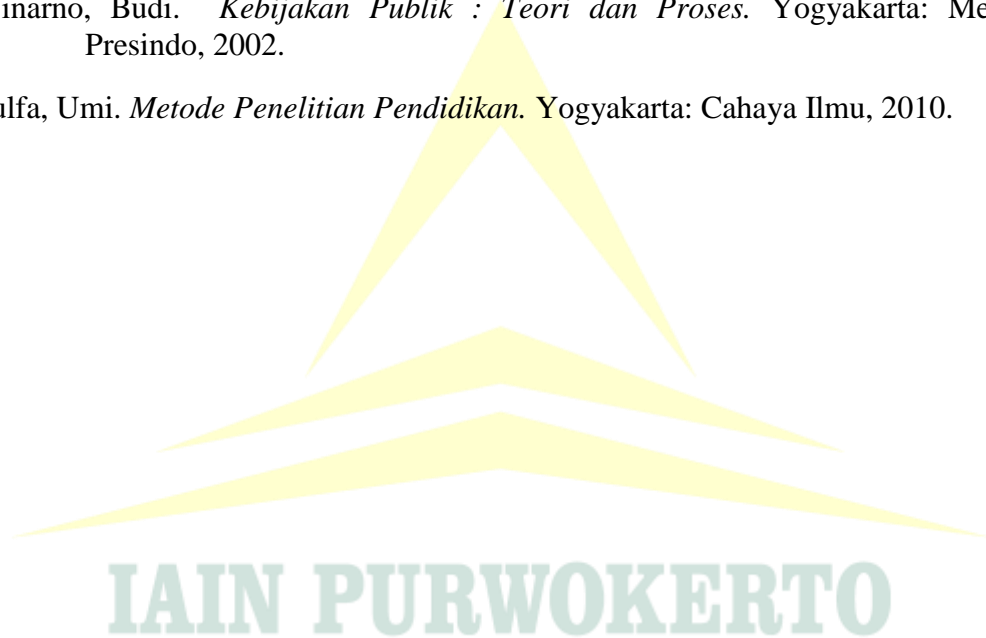 inarno, Budi. Kebijakan Publik : Teori dan Proses. Yogyakarta: Me
Presindo, 2002.
ulfa, Umi. Metode Penelitian Pendidikan. Yogyakarta: Cahaya Ilmu, 2010.
IAIN PURWOKERTO